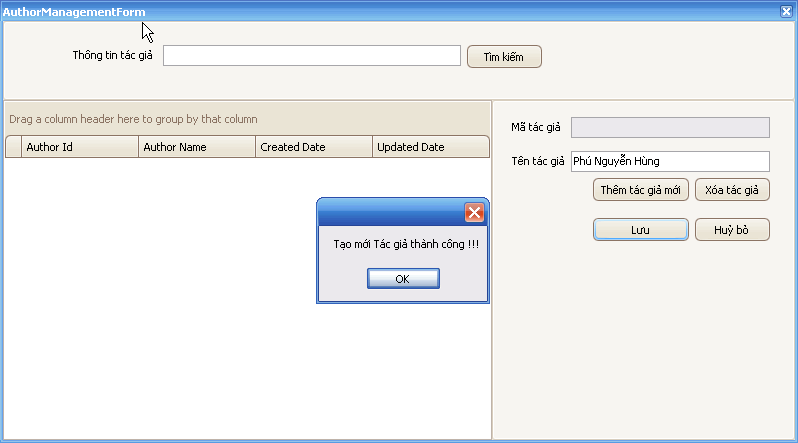 AuthorManagementForm
Thông tin tác giả
Tìm kiếm
Drag a column header here to group by that column
Author Id Author Name Created Date Updated Date
Mã tác giả
Tên tác giả Phú Nguyễn Hùng
Thêm tác giả mới Xóa tác giả
Lưu Huỷ bỏ
Tạo mới Tác giả thành công !!!
OK